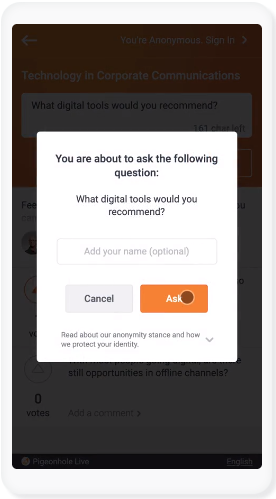 You're Anonymous. Sign In
Technology in Corporate Communications
What digital tools would you recommend?
161 chat left
You are about to ask the following
question:
What digital tools would you
recommend?
Add your name (optional)
Cancel
Ask
Read about our anonymity stance and how
we protect your identity.
still opportunities in offline channels?
0
votes
Add a comment
Pigeonhole Live
English